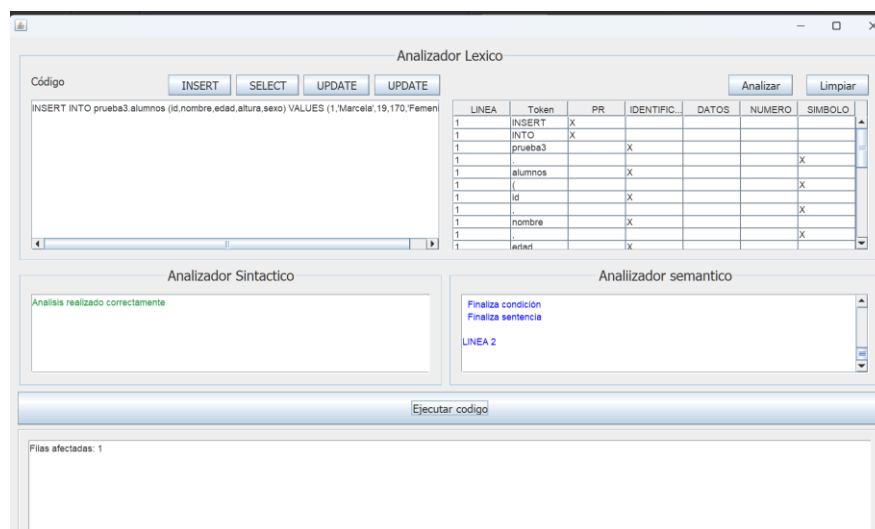 Analizador Lexico
Código
INSERT SELECT UPDATE UPDATE
Analizar Limpiar
INSERT INTO prueba3.alumnos (id,nombre,edad,altura,sexo) VALUES (1,'Marcela',19,170,'Femeni
LINEA Token PR IDENTIFIC... DATOS NUMERO SIMBOLO
1 INSERT X
1 INTO X
1 prueba3 X
1 . X
1 alumnos X
1 ( X
1 id X
1 , X
1 nombre X
1 , X
1 edad X
Analizador Sintactico
Analisis realizado correctamente
Analiizador semantico
Finaliza condición
Finaliza sentencia
LINEA 2
Ejecutar codigo
Filas afectadas: 1